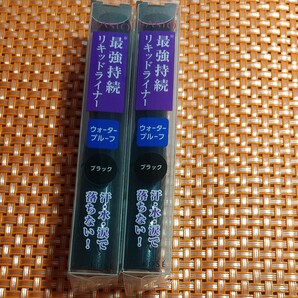 最強持続
リキッドライナー
ウォーター
プルーフ
ブラック
汗・水・涙で
落ちない!
最強持続
リキッドライナー
ウォーター
プルーフ
ブラック
汗・水・涙で
落ちない!